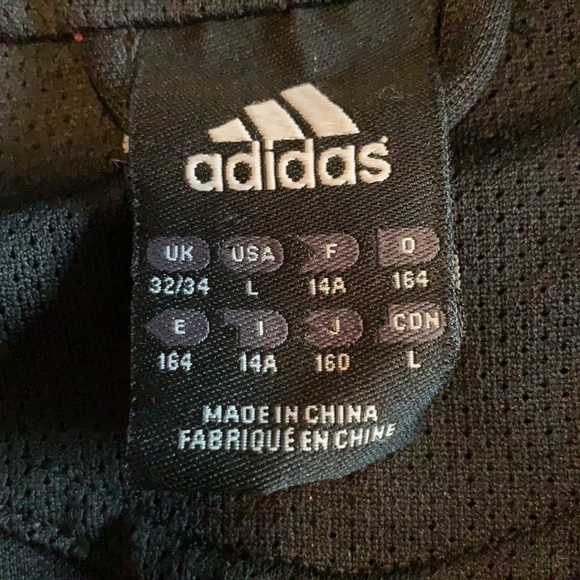 adidas
UK USA F D
32/34 L 14A 164
E I J CDN
164 14A 160 L
MADE IN CHINA
FABRIQUÉ EN CHINE